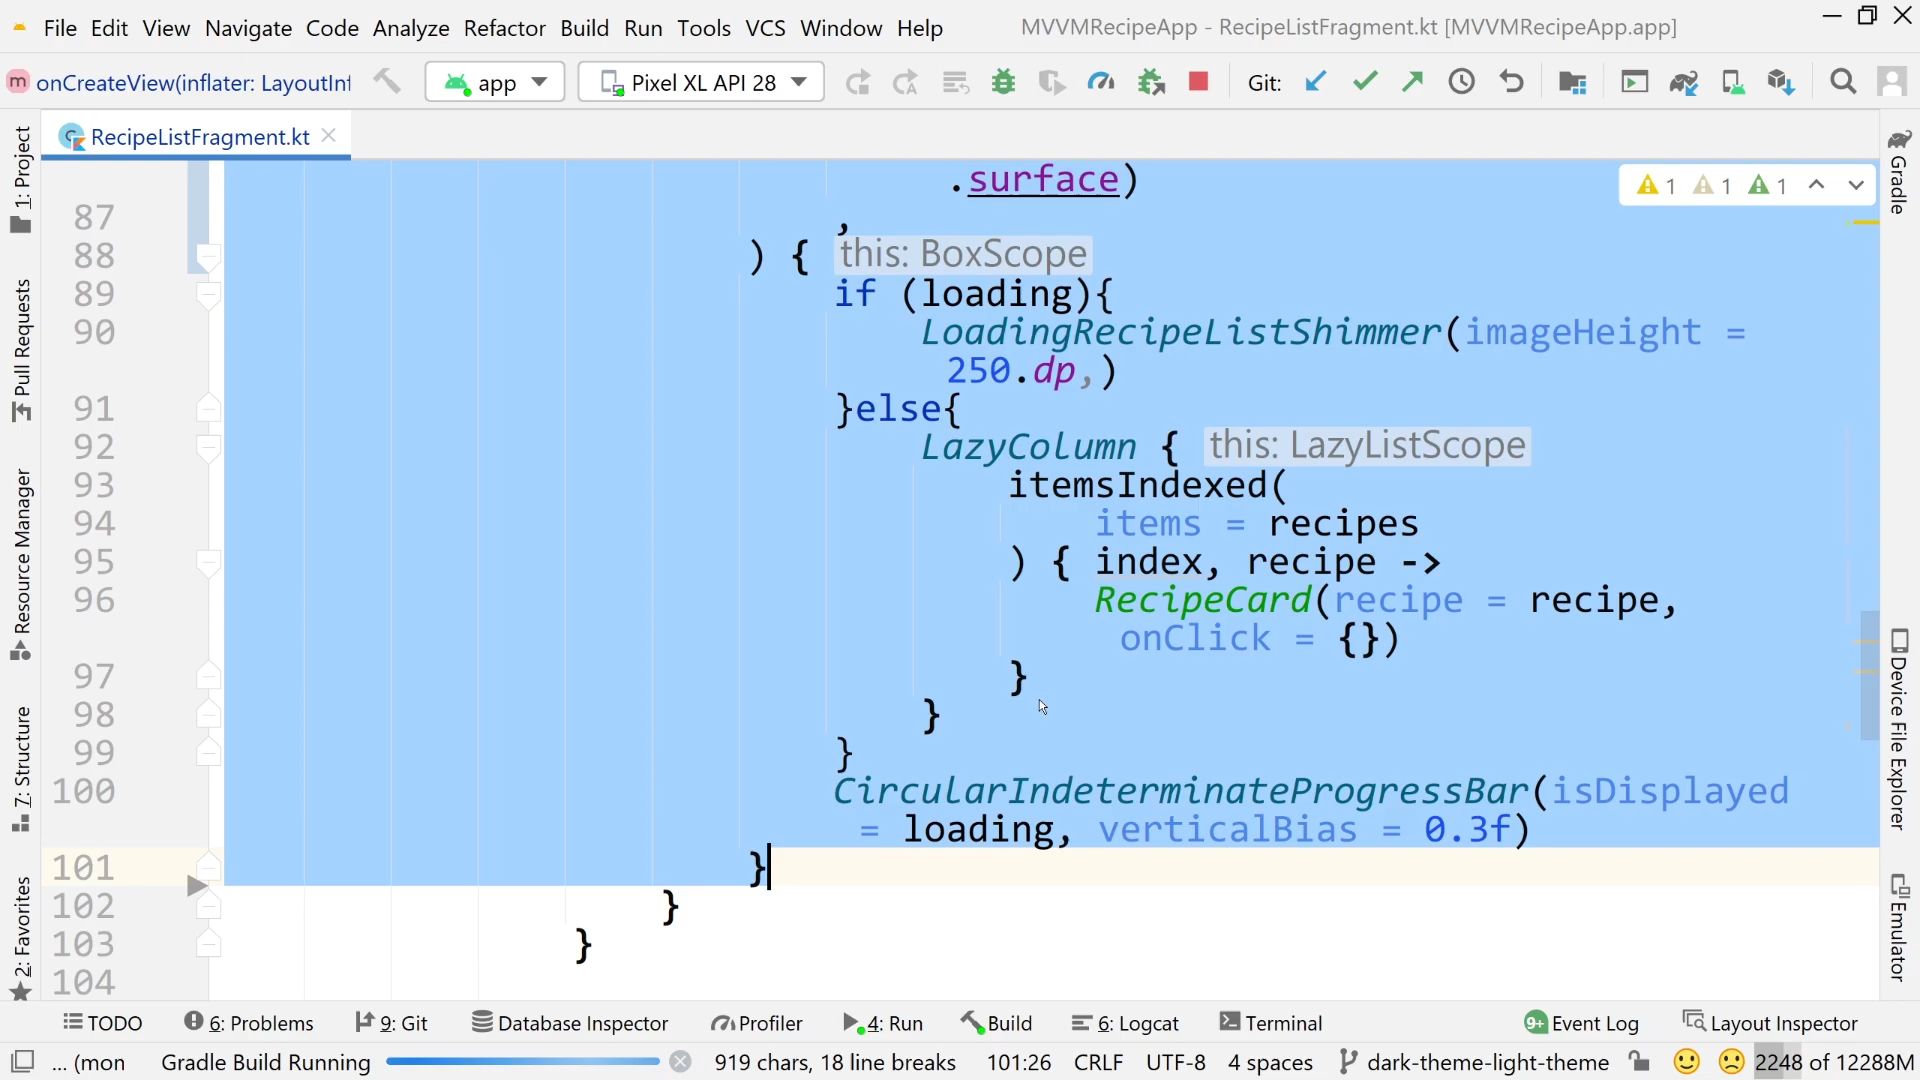 File Edit View Navigate Code Analyze Refactor Build Run Tools VCS Window Help MVVMRecipeApp - RecipeListFragment.kt [MVVMRecipeApp.app]
m onCreateView(inflater: LayoutInf app Pixel XL API 28 Git:
RecipeListFragment.kt
1: Project
Pull Requests
Resource Manager
7: Structure
2: Favorites
Gradle
Device File Explorer
Emulator
1 1 1
.surface)
87 ,
88 ) { this: BoxScope
89 if (loading){
90 LoadingRecipeListShimmer(imageHeight =
250.dp,)
91 }else{
92 LazyColumn { this: LazyListScope
93 itemsIndexed(
94 items = recipes
95 ) { index, recipe ->
96 RecipeCard(recipe = recipe,
onClick = {})
97 }
98 }
99 }
100 CircularIndeterminateProgressBar(isDisplayed
= loading, verticalBias = 0.3f)
101 }
102 }
103 }
104
TODO 6: Problems 9: Git Database Inspector Profiler 4: Run Build 6: Logcat Terminal 9+ Event Log Layout Inspector
... (mon Gradle Build Running 919 chars, 18 line breaks 101:26 CRLF UTF-8 4 spaces dark-theme-light-theme 2248 of 12288M